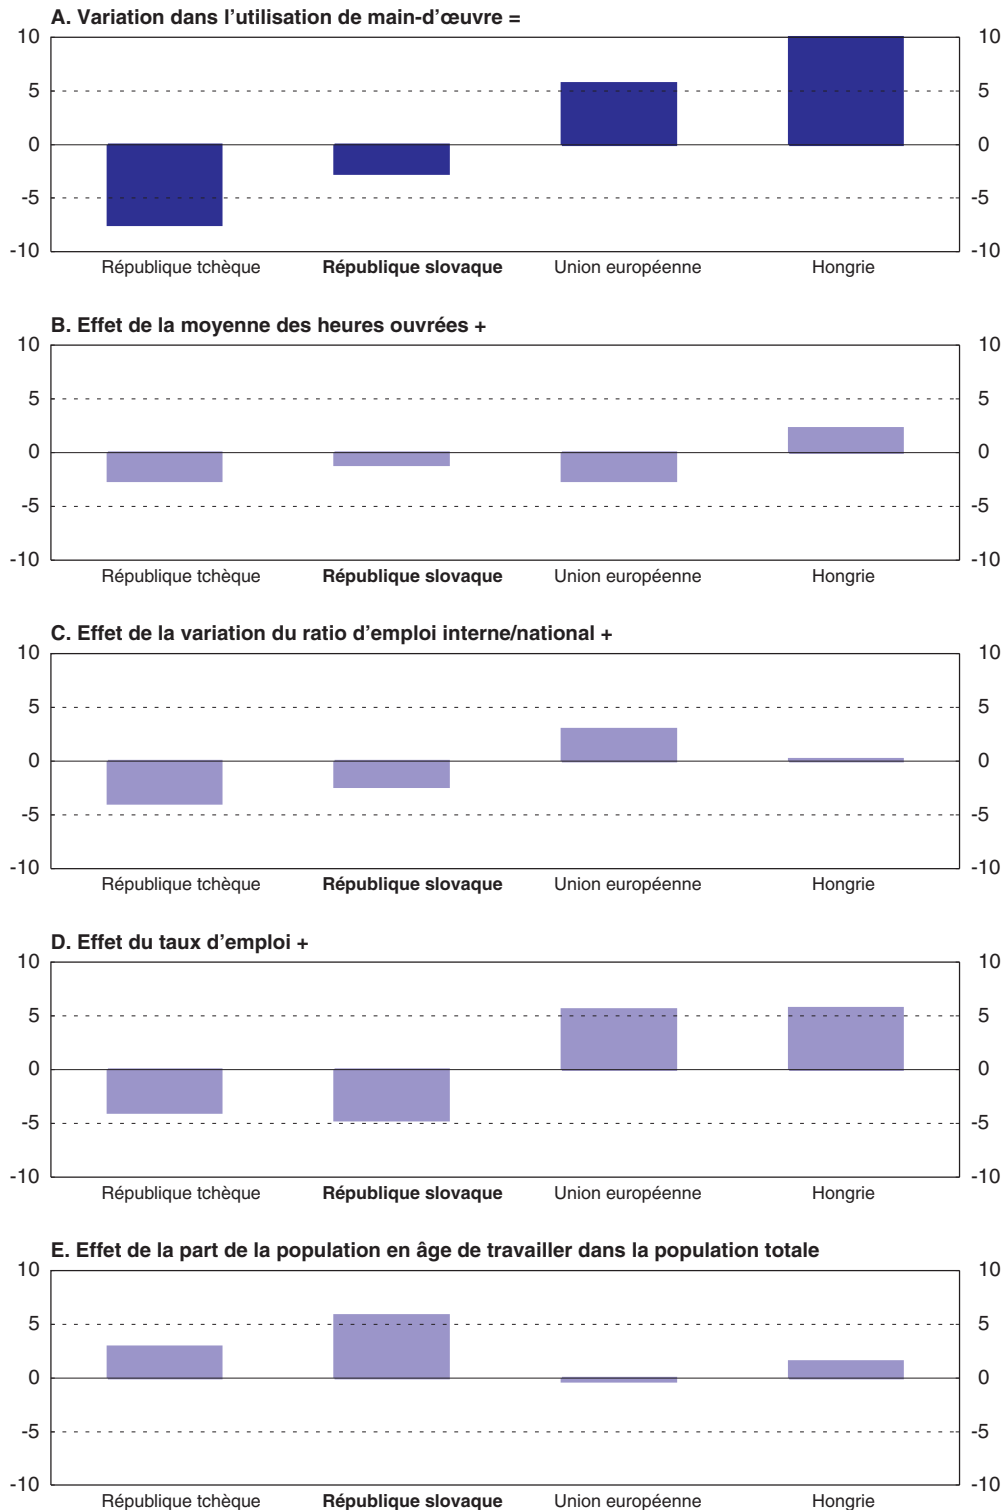 A. Variation dans l'utilisation de main-d'œuvre =
10 10
5 5
0 0
-5 -5
-10 -10
République tchèque République slovaque Union européenne Hongrie
B. Effet de la moyenne des heures ouvrées +
10 10
5 5
0 0
-5 -5
-10 -10
République tchèque République slovaque Union européenne Hongrie
C. Effet de la variation du ratio d'emploi interne/national +
10 10
5 5
0 0
-5 -5
-10 -10
République tchèque République slovaque Union européenne Hongrie
D. Effet du taux d'emploi +
10 10
5 5
0 0
-5 -5
-10 -10
République tchèque République slovaque Union européenne Hongrie
E. Effet de la part de la population en âge de travailler dans la population totale
10 10
5 5
0 0
-5 -5
-10 -10
République tchèque République slovaque Union européenne Hongrie